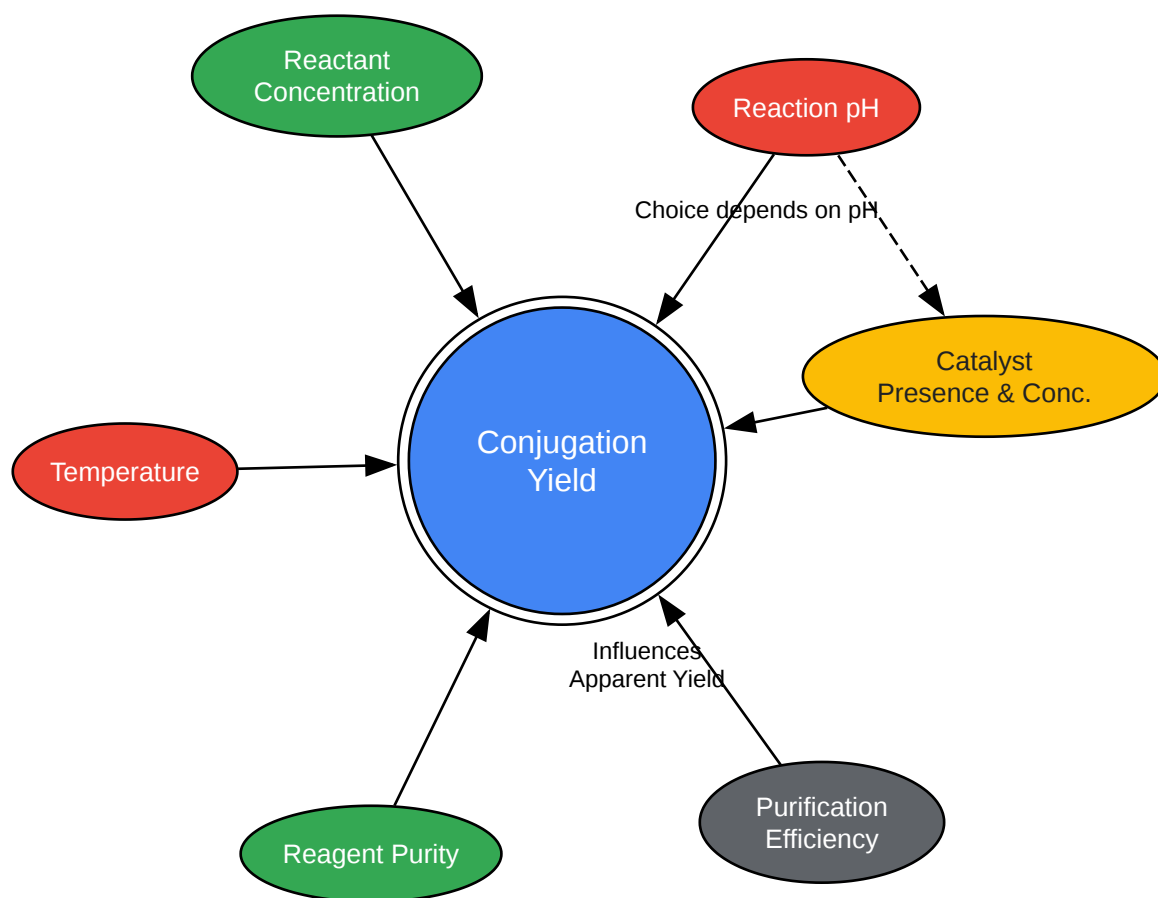 Reactant
Concentration
Reaction pH
Choice depends on pH
Catalyst
Presence & Conc.
Conjugation
Yield
Temperature
Influences
Apparent Yield
Purification
Efficiency
Reagent Purity